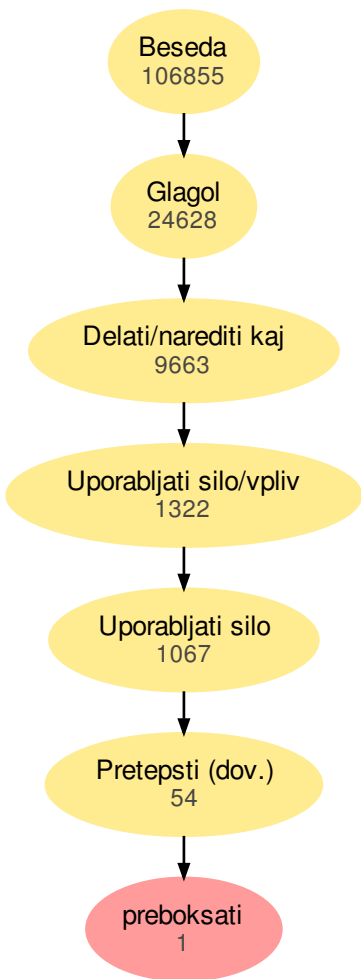 Beseda
106855
Glagol
24628
Delati/narediti kaj
9663
Uporabljati silo/vpliv
1322
Uporabljati silo
1067
Pretepsti (dov.)
54
preboksati
1